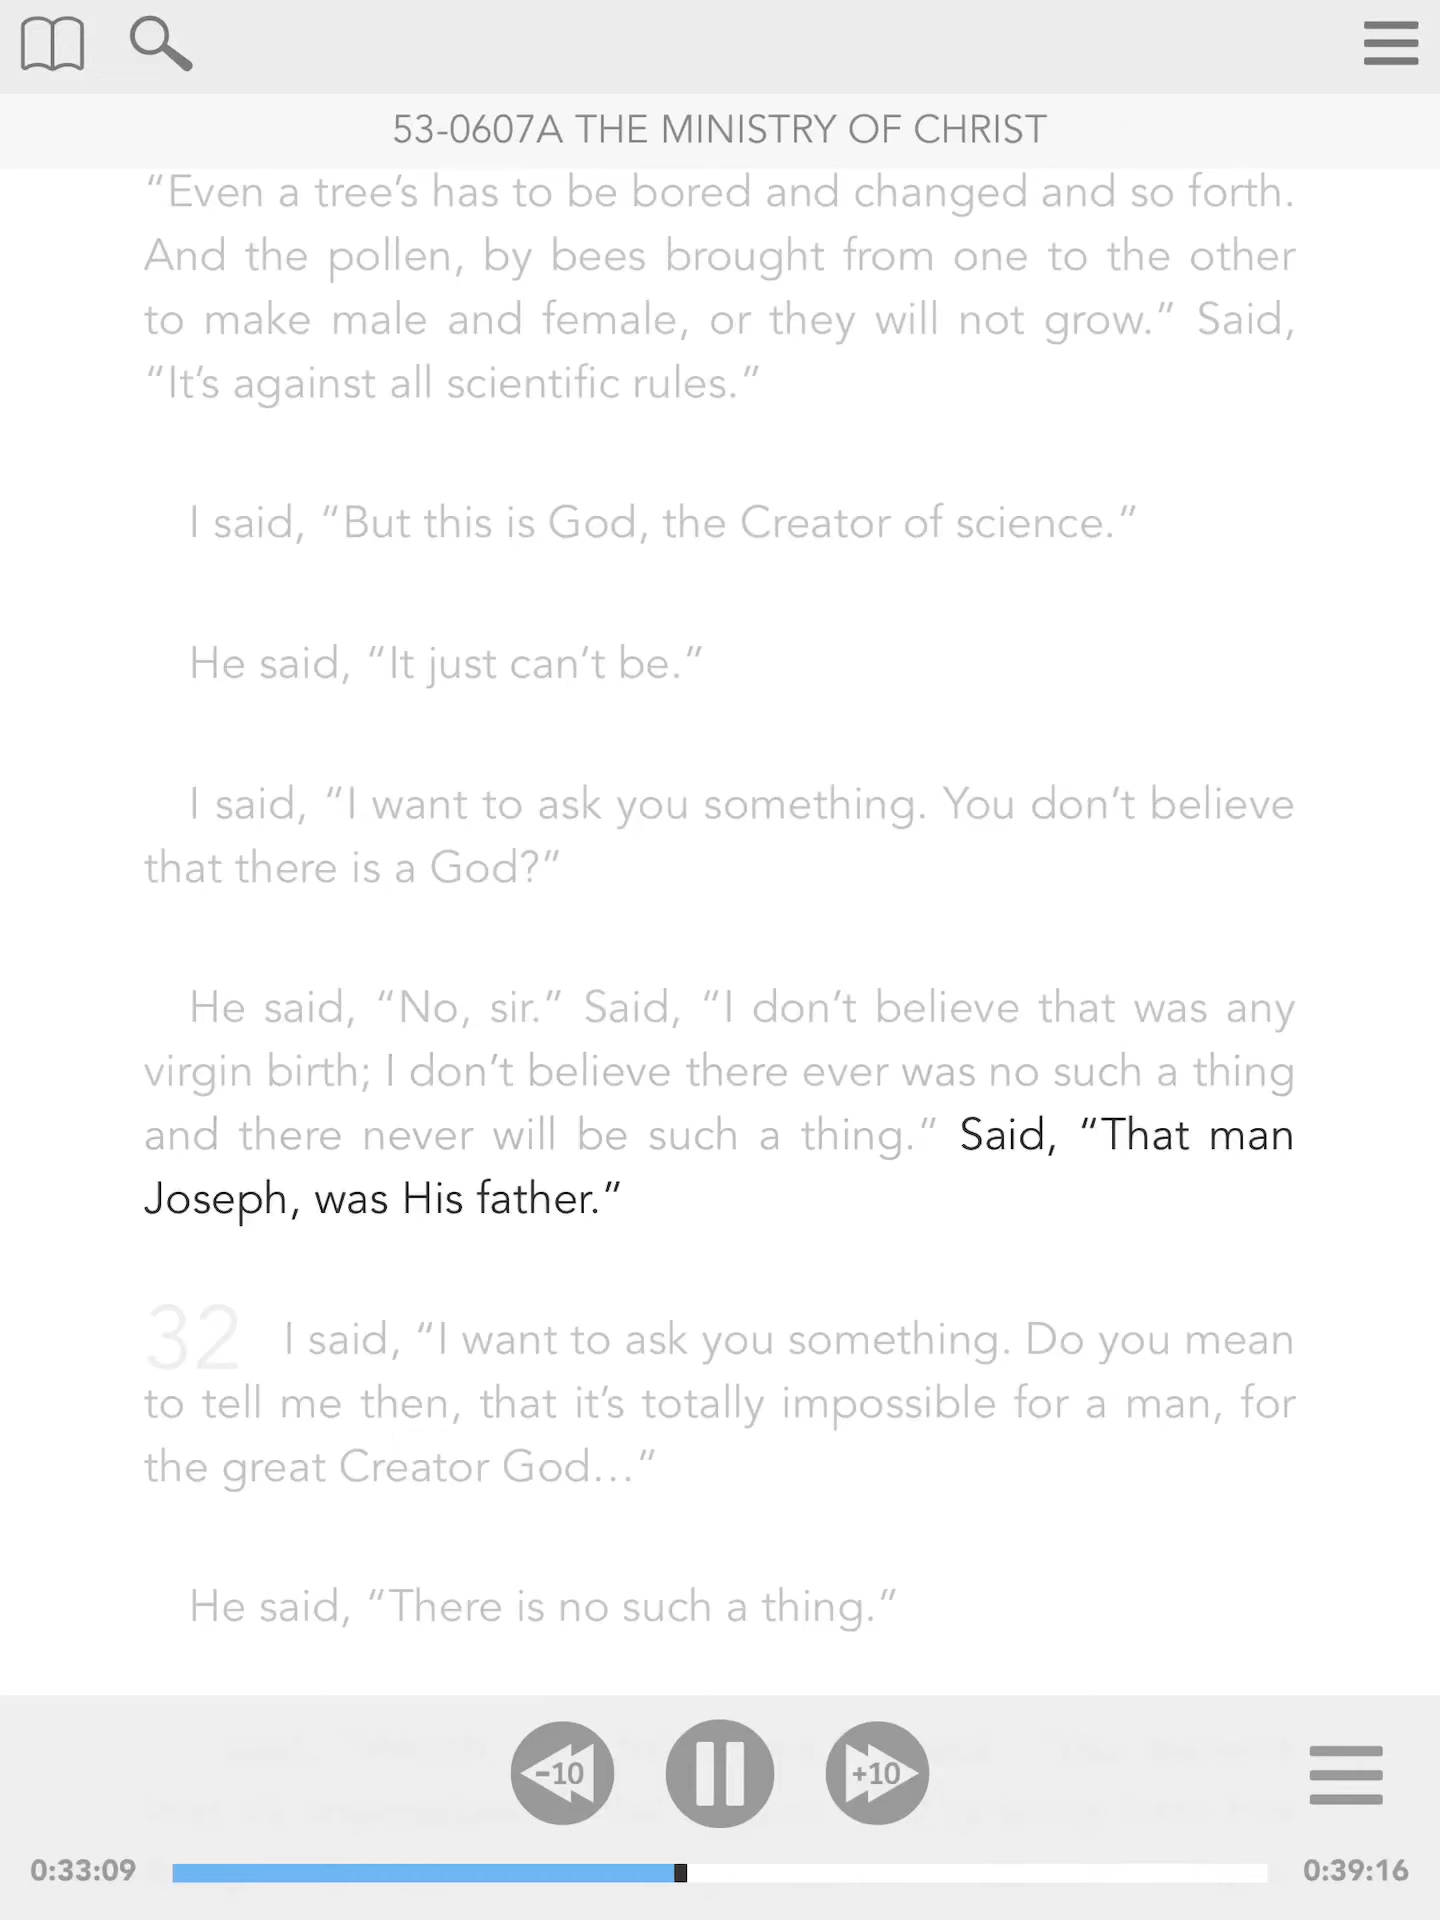 53-0607A THE MINISTRY OF CHRIST
“Even a tree’s has to be bored and changed and so forth.
And the pollen, by bees brought from one to the other
to make male and female, or they will not grow.” Said,
“It’s against all scientific rules.”
I said, “But this is God, the Creator of science.”
He said, “It just can’t be.”
I said, “I want to ask you something. You don’t believe
that there is a God?”
He said, “No, sir.” Said, “I don’t believe that was any
virgin birth; I don’t believe there ever was no such a thing
and there never will be such a thing.” Said, “That man
Joseph, was His father.”
32 I said, “I want to ask you something. Do you mean
to tell me then, that it’s totally impossible for a man, for
the great Creator God…”
He said, “There is no such a thing.”
-10 +10
0:33:09 0:39:16